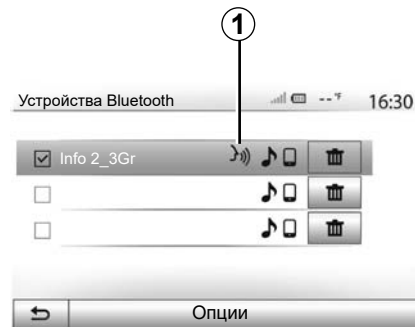 1
Устройства Bluetooth --°F 16:30
Info 2_3Gr
Опции